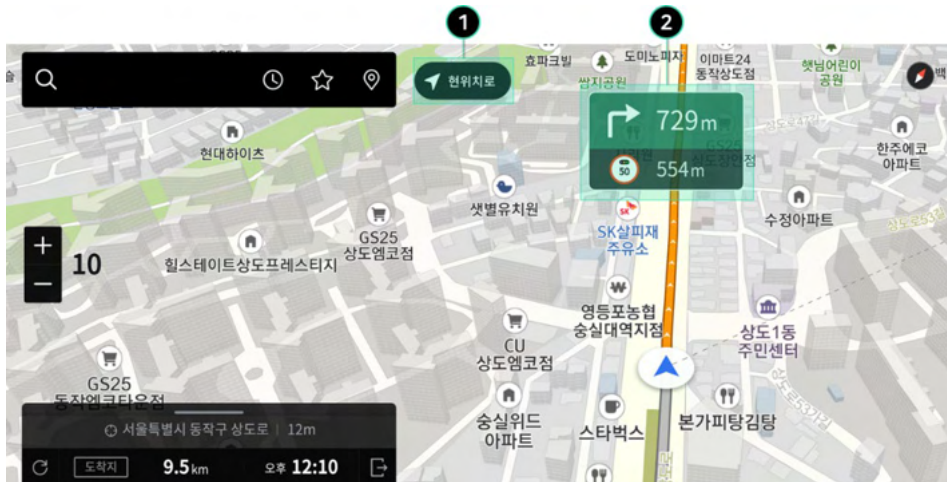 1
2
현위치로
729m
50
554m
효파크빌
쌈지공원
도미노피자
이마트24
동작상도점
햇님어린이
공원
백
현대하이츠
한주에코
아파트
샛별유치원
수정아파트
GS25
상도엠코점
힐스테이트상도프레스티지
SK
SK살피재
주유소
영등포농협
숭실대역지점
상도1동
주민센터
10
CU
상도엠코점
GS25
동작엠코타운점
숭실위드
아파트
스타벅스
본가피탕김탕
서울특별시 동작구 상도로 | 12m
도착지
9.5km
오후 12:10